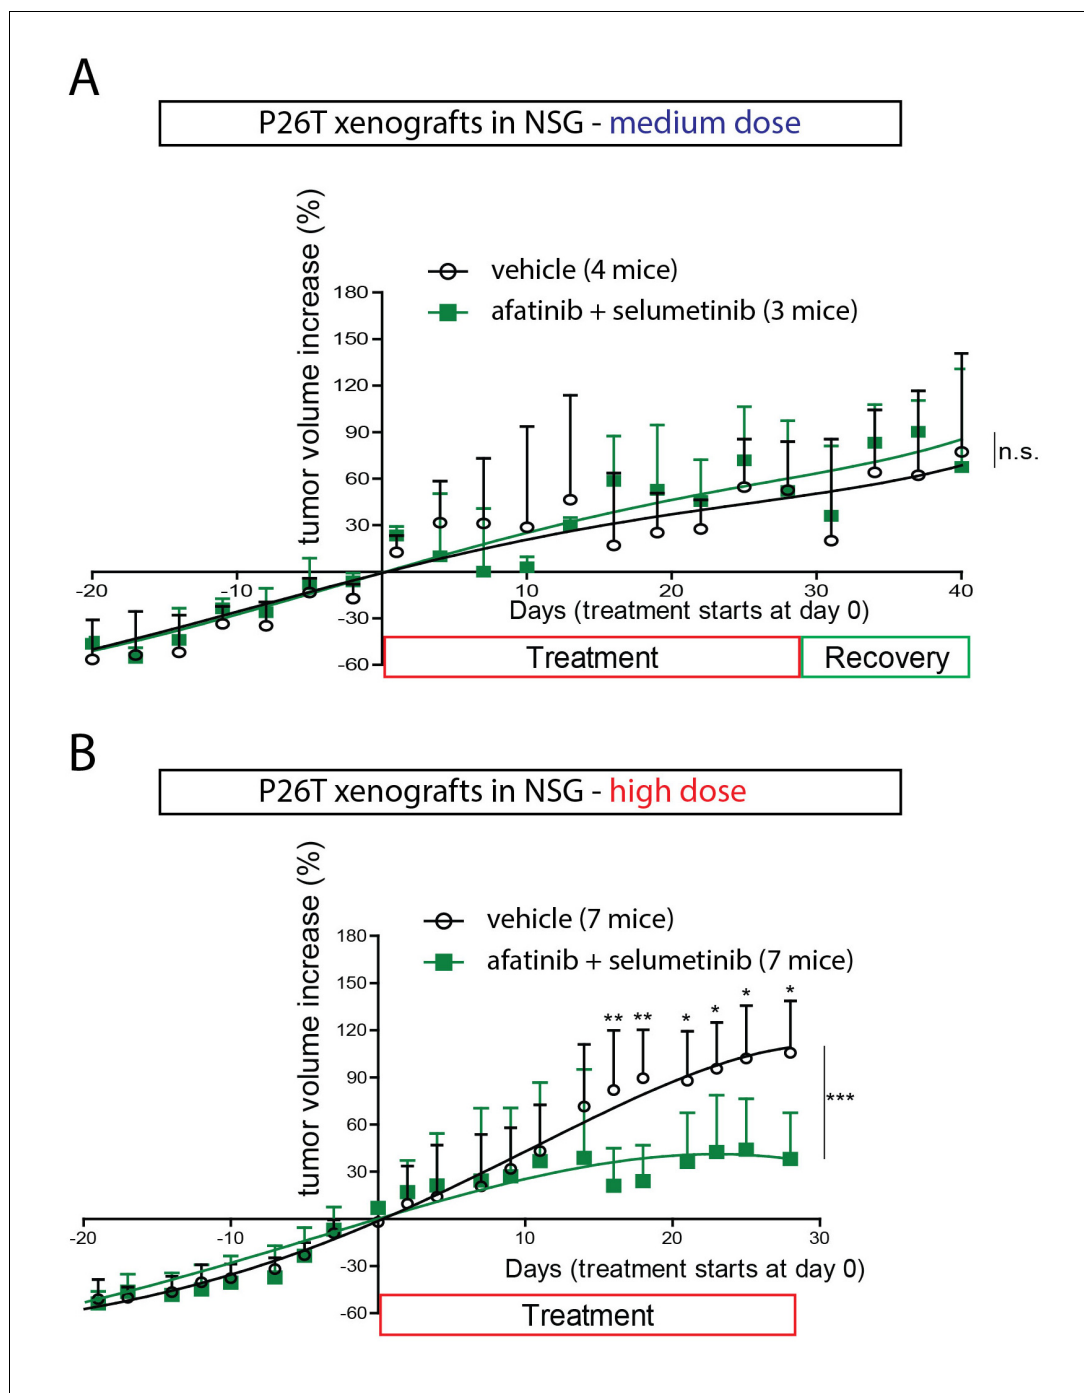 A
P26T xenografts in NSG - medium dose
tumor volume increase (%)
vehicle (4 mice)
afatinib + selumetinib (3 mice)
180
150
120
90
60
30
-30
-60
n.s.
-20
-10
10
20
30
40
Days (treatment starts at day 0)
Treatment
Recovery
B
P26T xenografts in NSG - high dose
tumor volume increase (%)
vehicle (7 mice)
afatinib + selumetinib (7 mice)
180
150
120
90
60
30
-30
-60
** ** * * * *
***
-20
-10
10
20
30
Days (treatment starts at day 0)
Treatment